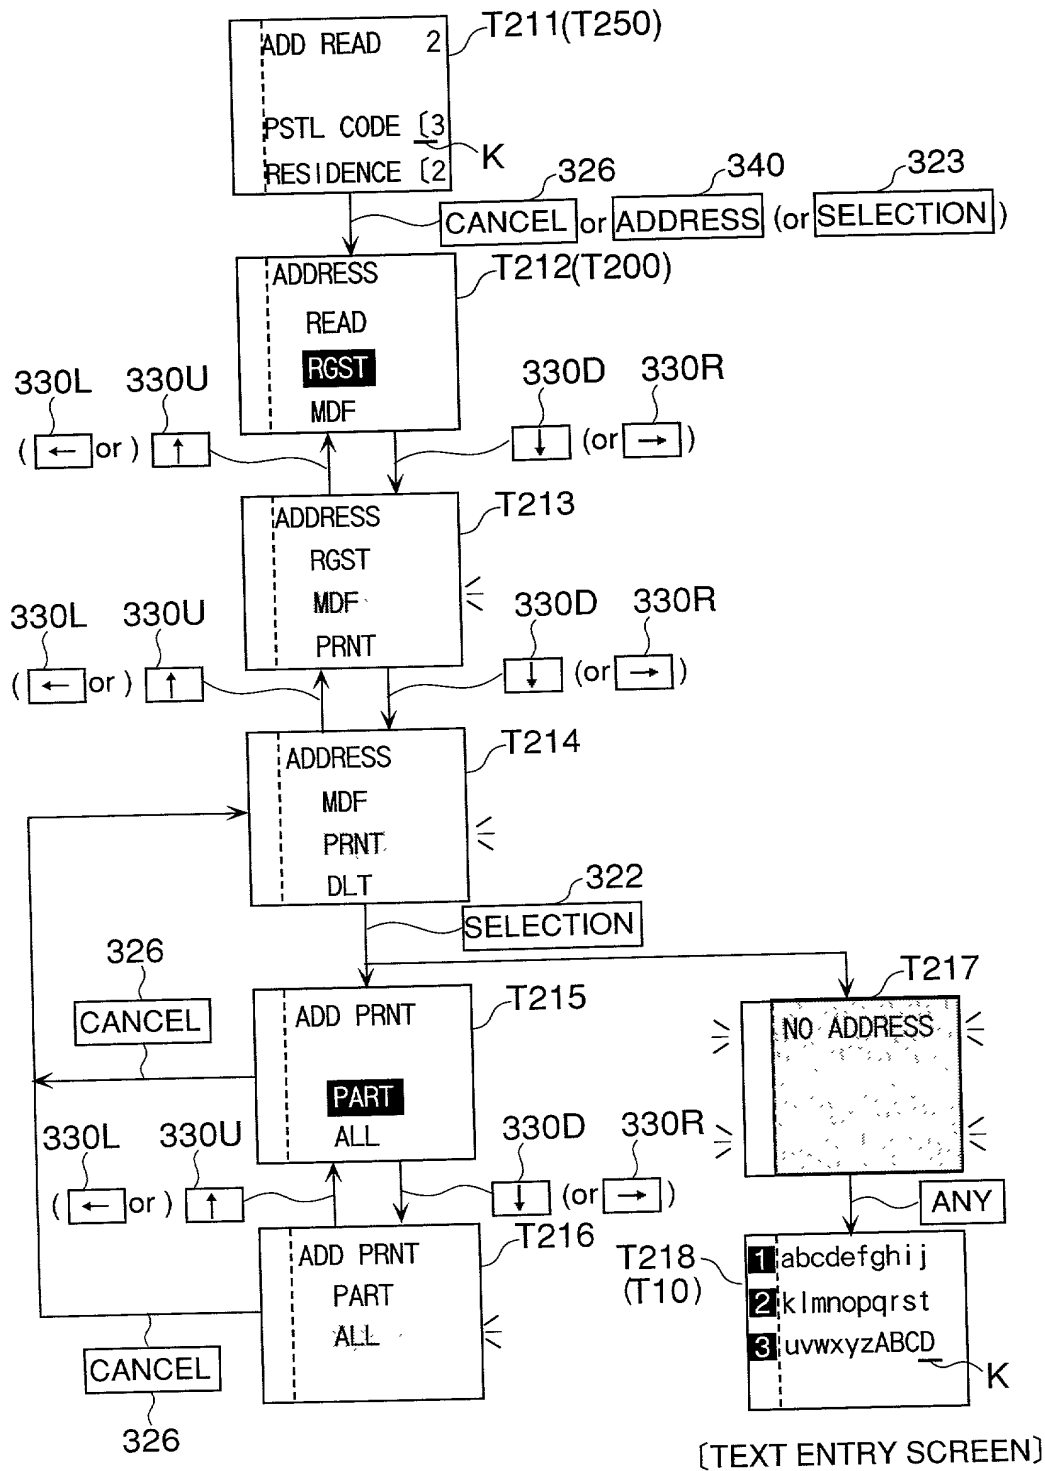 T211(T250)
ADD READ 2
PSTL CODE 〔3
K
RESIDENCE 〔2
326
340
323
CANCEL or ADDRESS (or SELECTION)
T212(T200)
ADDRESS
READ
RGST
MDF
330L 330U
(← or) ↑
330D 330R
↓ (or →)
T213
ADDRESS
RGST
MDF
PRNT
330L 330U
(← or) ↑
330D 330R
↓ (or →)
T214
ADDRESS
MDF
PRNT
DLT
322
SELECTION
326
CANCEL
T215
ADD PRNT
PART
ALL
T217
NO ADDRESS
330L 330U
(← or) ↑
330D 330R
↓ (or →)
ANY
T216
ADD PRNT
PART
ALL
CANCEL
326
T218
(T10)
1 abcdefghij
2 klmnopqrst
3 uvwxyzABCD
K
〔TEXT ENTRY SCREEN〕